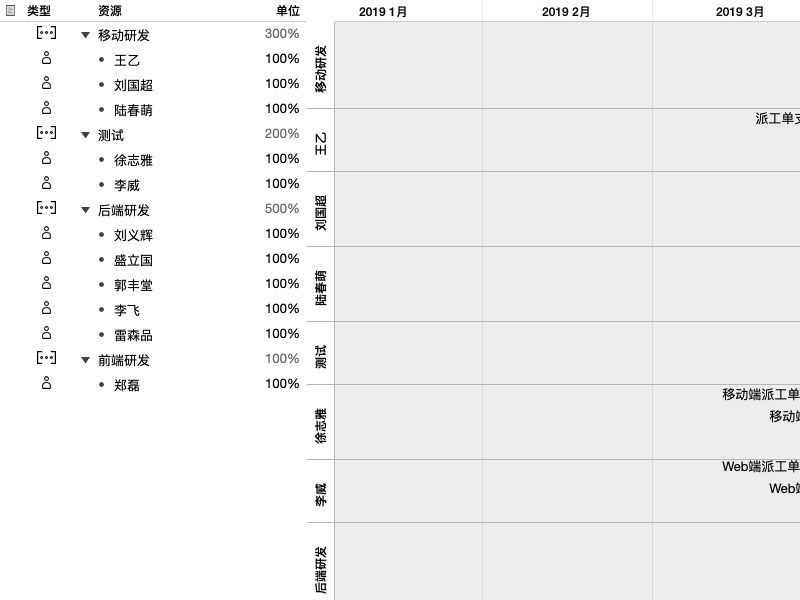 类型 资源 单位
移动研发 300%
王乙 100%
刘国超 100%
陆春萌 100%
测试 200%
徐志雅 100%
李威 100%
后端研发 500%
刘义辉 100%
盛立国 100%
郭丰堂 100%
李飞 100%
雷森品 100%
前端研发 100%
郑磊 100%
2019 1月 2019 2月 2019 3月
移动研发
王乙
派工单
刘国超
陆春萌
测试
徐志雅
移动端派工单
移动
李威
Web端派工单
Web
后端研发